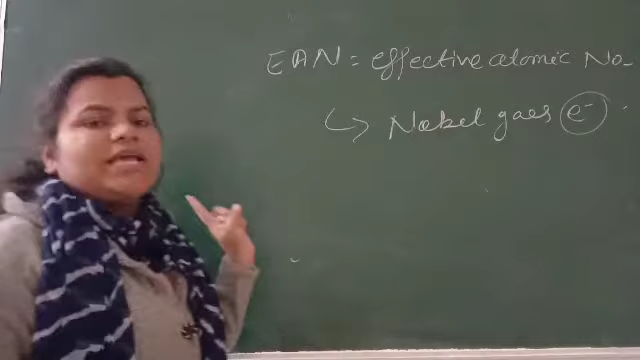 EAN = effective atomic No-
↳ Nobel gaes e⁻